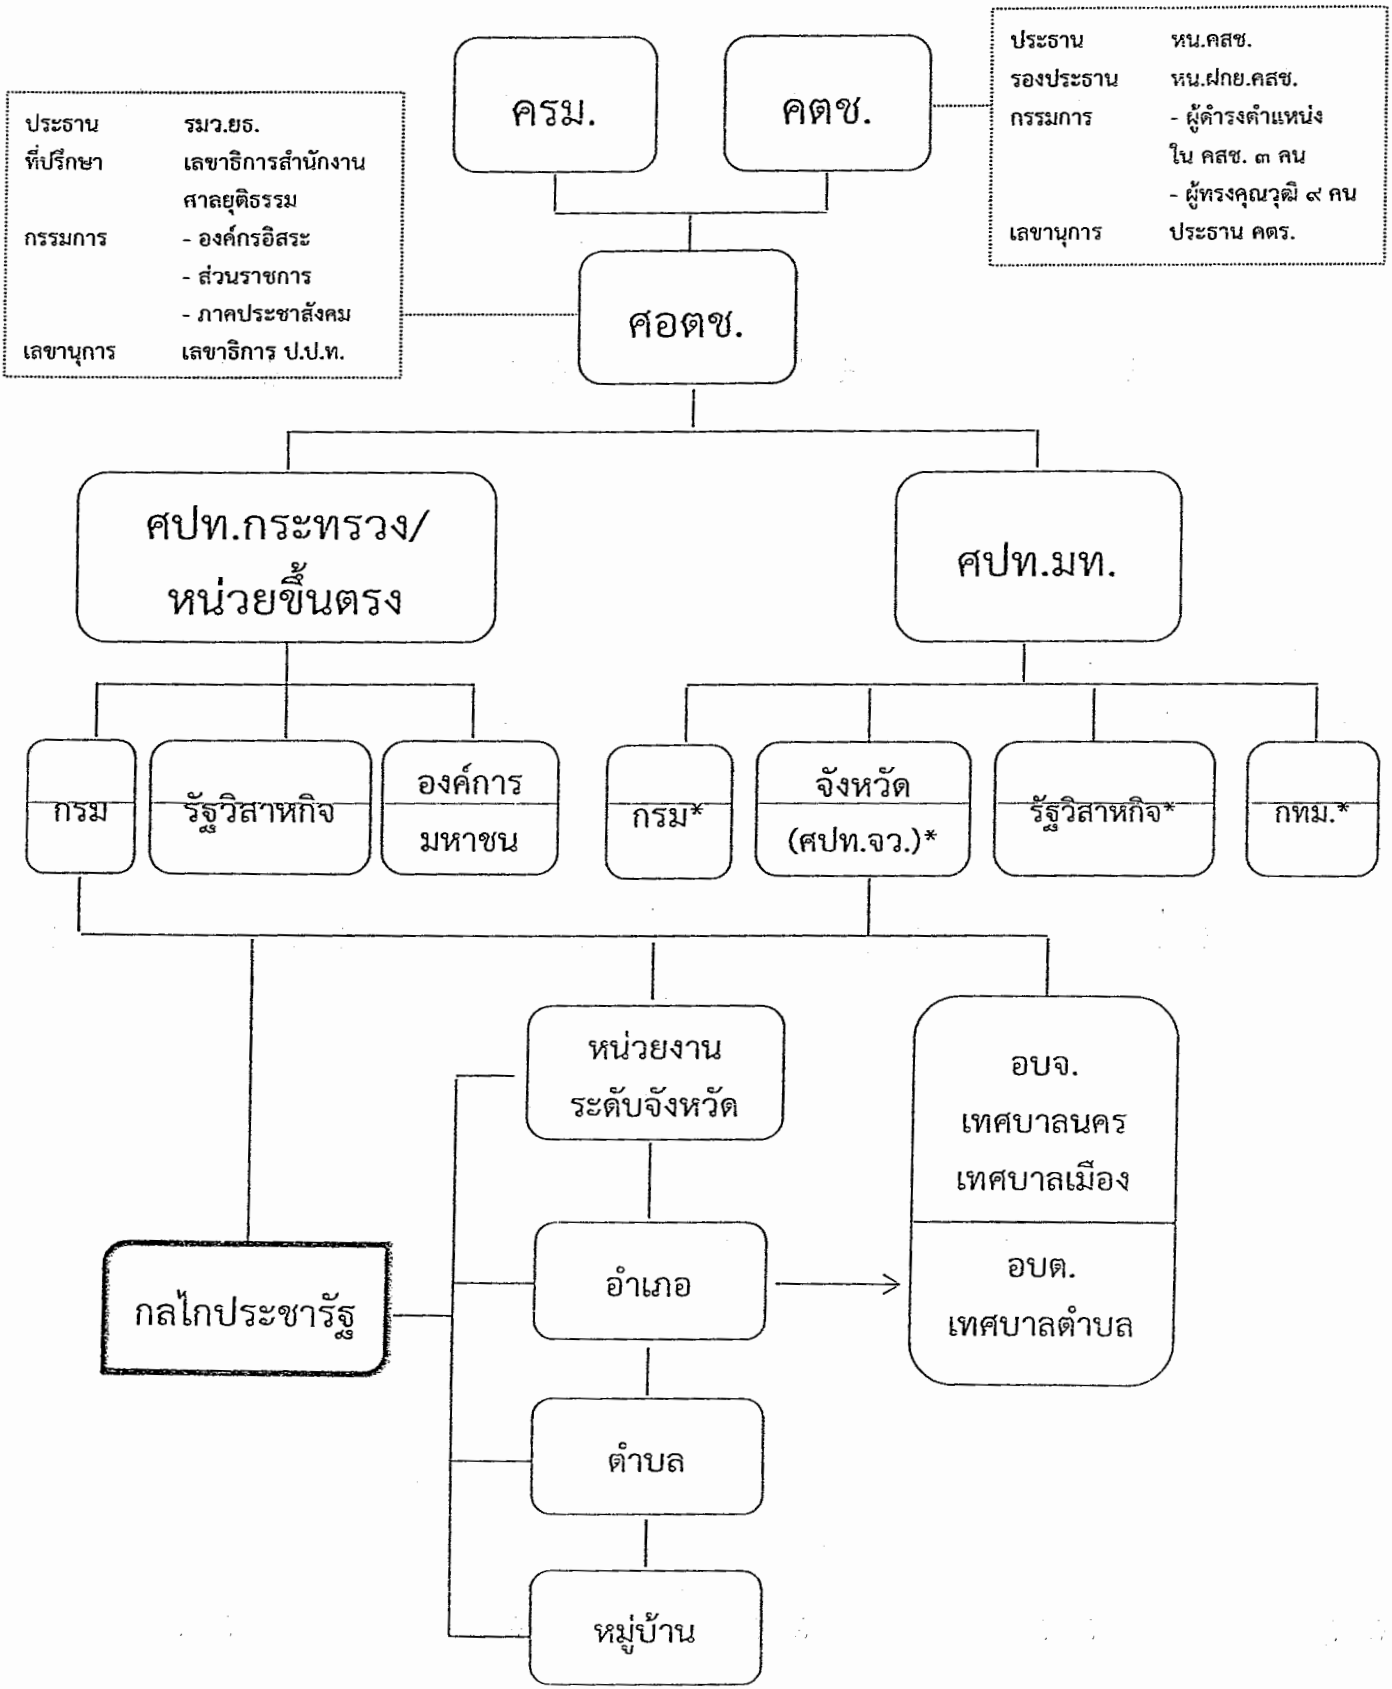 ครม.
คตช.
ประธาน หน.คสช.
รองประธาน หน.ฝกย.คสช.
กรรมการ - ผู้ดำรงตำแหน่ง
ใน คสช. ๓ คน
- ผู้ทรงคุณวุฒิ ๙ คน
เลขานุการ ประธาน คตร.
ประธาน รมว.ยธ.
ที่ปรึกษา เลขาธิการสำนักงาน
ศาลยุติธรรม
กรรมการ - องค์กรอิสระ
- ส่วนราชการ
- ภาคประชาสังคม
เลขานุการ เลขาธิการ ป.ป.ท.
ศอตช.
ศปท.กระทรวง/
หน่วยขึ้นตรง
ศปท.มท.
กรม
รัฐวิสาหกิจ
องค์การ
มหาชน
กรม*
จังหวัด
(ศปท.จว.)*
รัฐวิสาหกิจ*
กทม.*
หน่วยงาน
ระดับจังหวัด
อบจ.
เทศบาลนคร
เทศบาลเมือง
อบต.
เทศบาลตำบล
กลไกประชารัฐ
อำเภอ
ตำบล
หมู่บ้าน